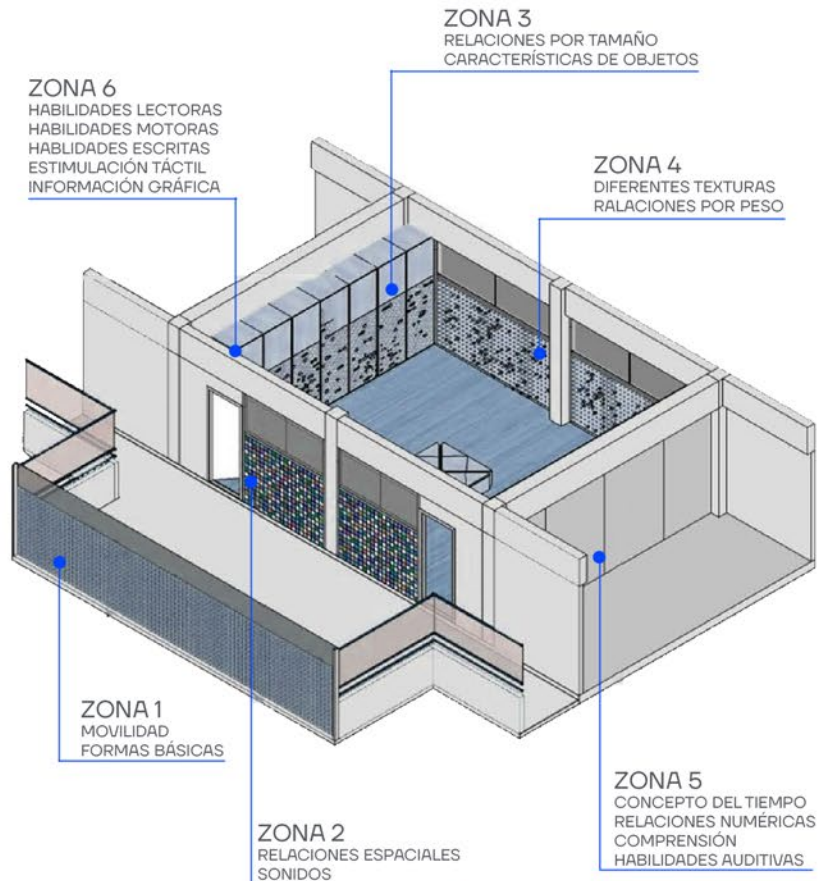 ZONA 3
RELACIONES POR TAMAÑO
CARACTERÍSTICAS DE OBJETOS
ZONA 6
HABILIDADES LECTORAS
HABILIDADES MOTORAS
HABLIDADES ESCRITAS
ESTIMULACIÓN TÁCTIL
INFORMACIÓN GRÁFICA
ZONA 4
DIFERENTES TEXTURAS
RALACIONES POR PESO
ZONA 1
MOVILIDAD
FORMAS BÁSICAS
ZONA 5
CONCEPTO DEL TIEMPO
RELACIONES NUMÉRICAS
COMPRENSIÓN
HABILIDADES AUDITIVAS
ZONA 2
RELACIONES ESPACIALES
SONIDOS